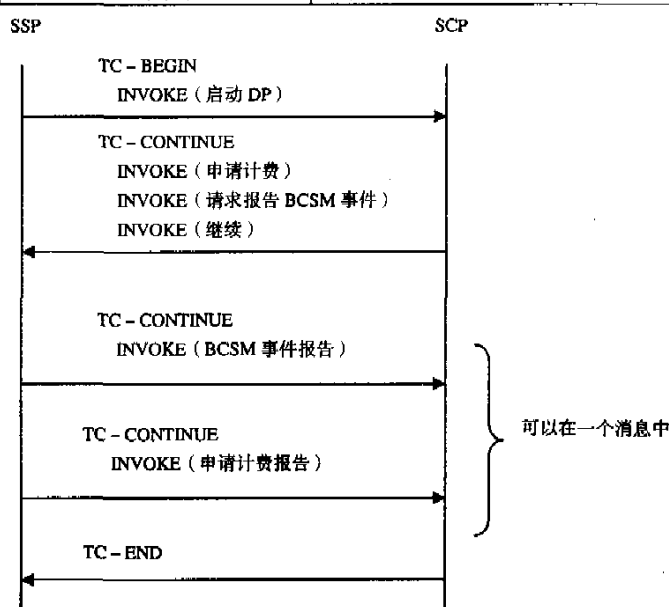 SSP
SCP
TC – BEGIN
INVOKE（启动 DP）
TC – CONTINUE
INVOKE（申请计费）
INVOKE（请求报告 BCSM 事件）
INVOKE（继续）
TC – CONTINUE
INVOKE（BCSM 事件报告）
TC – CONTINUE
INVOKE（申请计费报告）
可以在一个消息中
TC – END